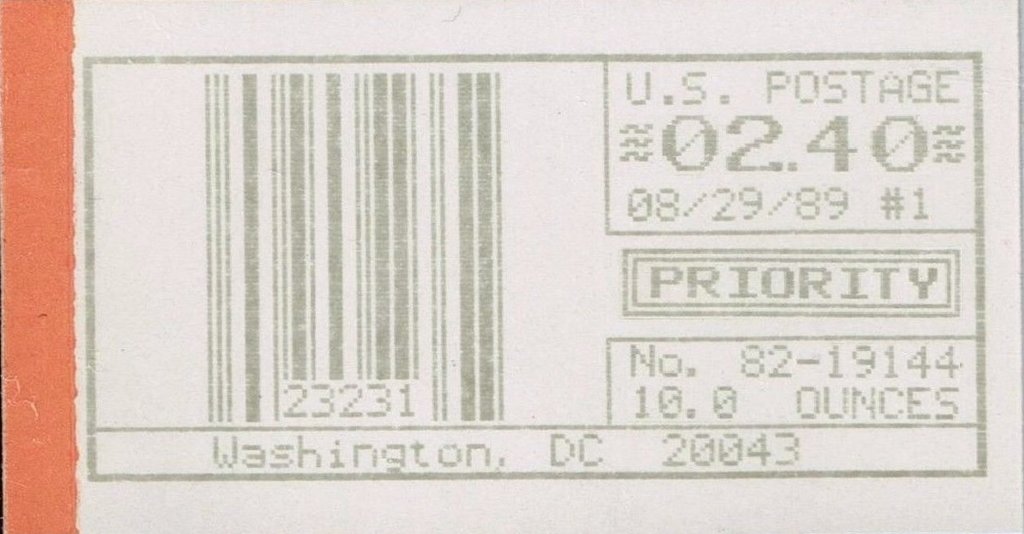 U.S. POSTAGE
≈02.40≈
08/29/89 #1
PRIORITY
No. 82-19144
10.0 OUNCES
23231
Washington, DC 20043